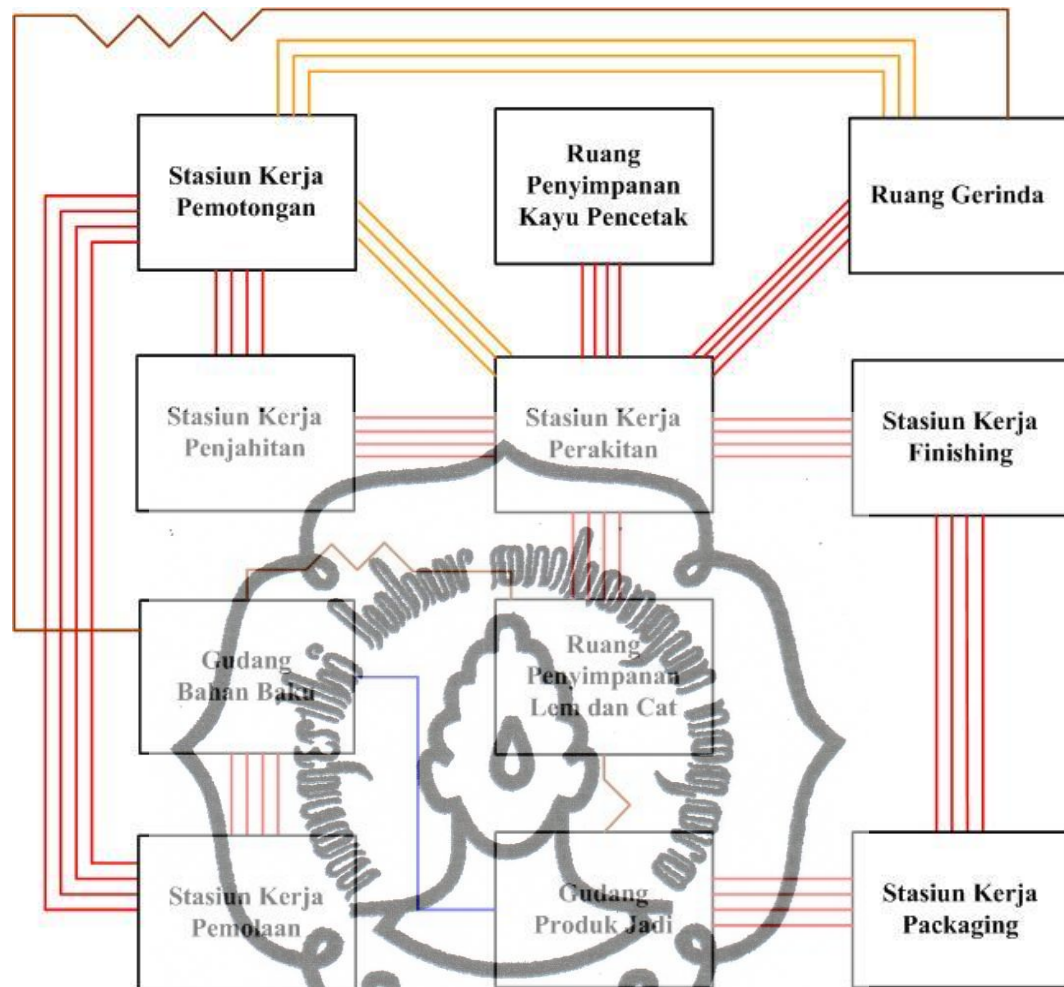 Stasiun Kerja
Pemotongan
Ruang
Penyimpanan
Kayu Pencetak
Ruang Gerinda
Stasiun Kerja
Penjahitan
Stasiun Kerja
Perakitan
Stasiun Kerja
Finishing
Gudang
Bahan Baku
Ruang
Penyimpanan
Lem dan Cat
Stasiun Kerja
Pemolaan
Gudang
Produk Jadi
Stasiun Kerja
Packaging